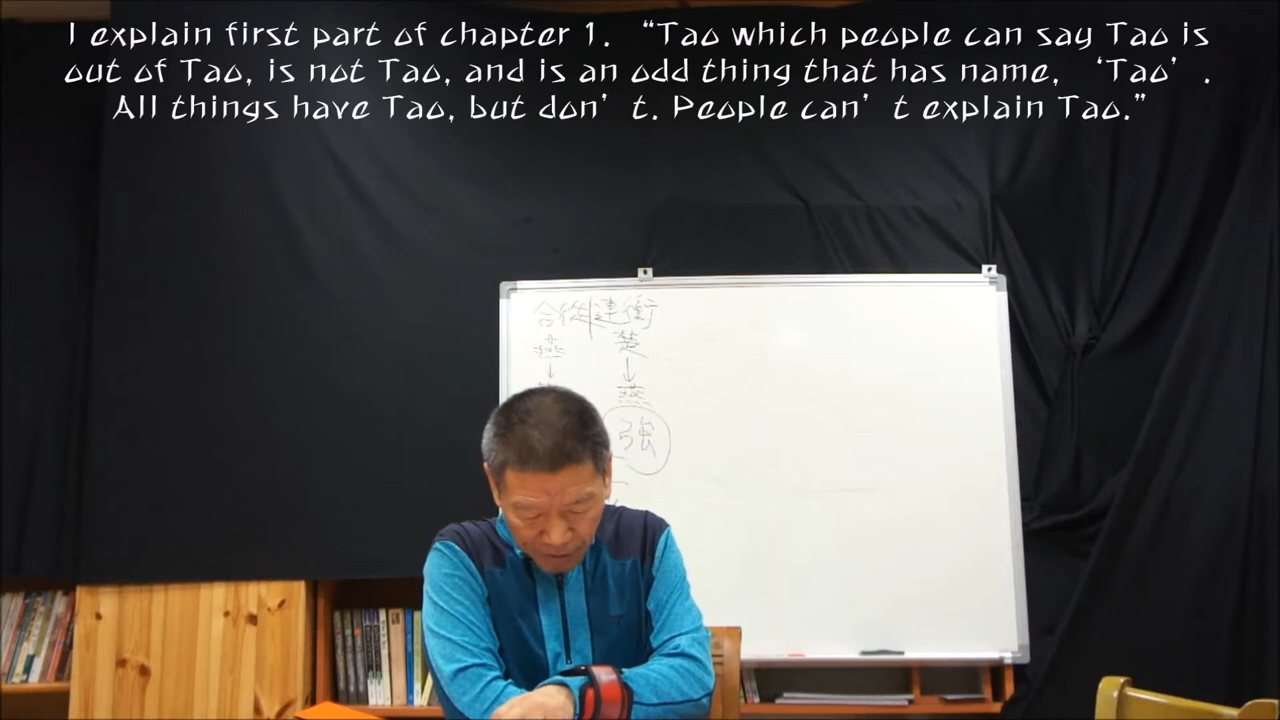 I explain first part of chapter 1. “Tao which people can say Tao is
out of Tao, is not Tao, and is an odd thing that has name, ‘Tao’.
All things have Tao, but don’t. People can’t explain Tao.”
合從 連衡
燕 楚
↓ ↓
燕
強